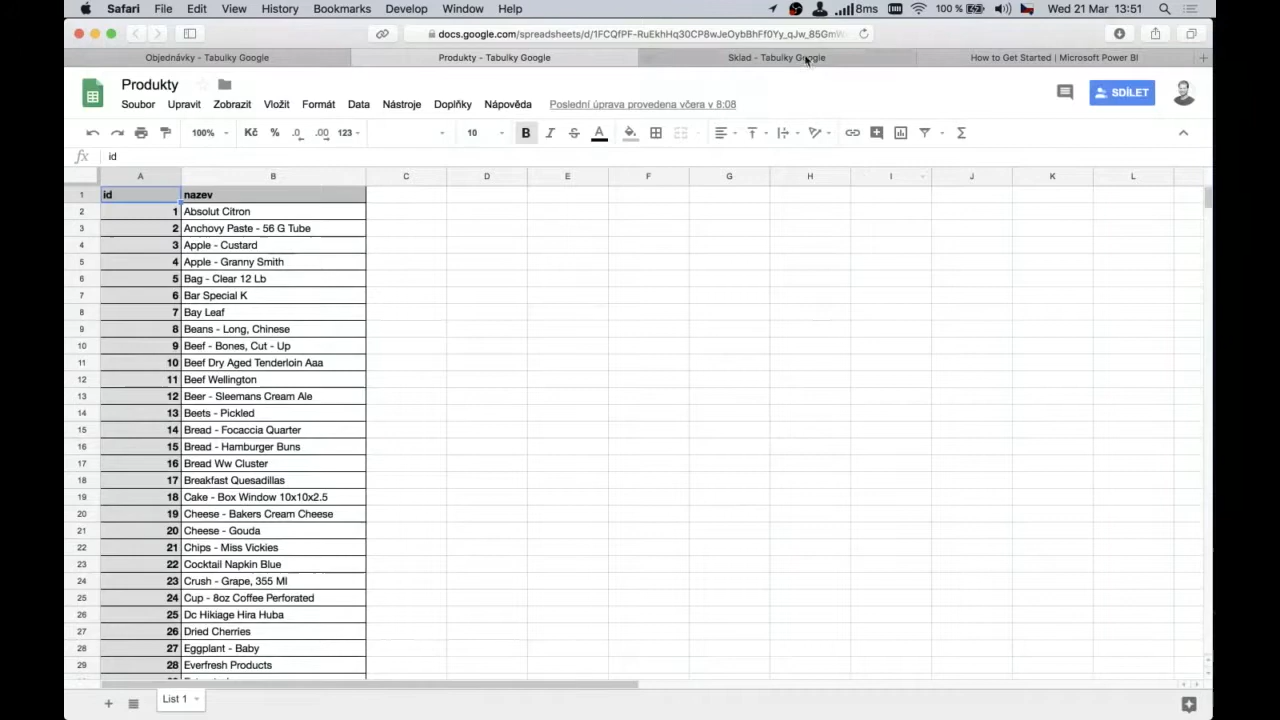 Safari File Edit View History Bookmarks Develop Window Help 8ms 100 % Wed 21 Mar 13:51
docs.google.com/spreadsheets/d/1FCQfPF-RuEkhHq30CP8wJeOybBhFf0Yy_qJw_85GmW
Objednávky - Tabulky Google Produkty - Tabulky Google Sklad - Tabulky Google How to Get Started | Microsoft Power BI
Produkty SDÍLET
Soubor Upravit Zobrazit Vložit Formát Data Nástroje Doplňky Nápověda Poslední úprava provedena včera v 8:08
100% Kč % .0 .00 123 10 B I S A
fx id
A B C D E F G H I J K L
1 id nazev
2 1 Absolut Citron
3 2 Anchovy Paste - 56 G Tube
4 3 Apple - Custard
5 4 Apple - Granny Smith
6 5 Bag - Clear 12 Lb
7 6 Bar Special K
8 7 Bay Leaf
9 8 Beans - Long, Chinese
10 9 Beef - Bones, Cut - Up
11 10 Beef Dry Aged Tenderloin Aaa
12 11 Beef Wellington
13 12 Beer - Sleemans Cream Ale
14 13 Beets - Pickled
15 14 Bread - Focaccia Quarter
16 15 Bread - Hamburger Buns
17 16 Bread Ww Cluster
18 17 Breakfast Quesadillas
19 18 Cake - Box Window 10x10x2.5
20 19 Cheese - Bakers Cream Cheese
21 20 Cheese - Gouda
22 21 Chips - Miss Vickies
23 22 Cocktail Napkin Blue
24 23 Crush - Grape, 355 Ml
25 24 Cup - 8oz Coffee Perforated
26 25 Dc Hikiage Hira Huba
27 26 Dried Cherries
28 27 Eggplant - Baby
29 28 Everfresh Products
List 1